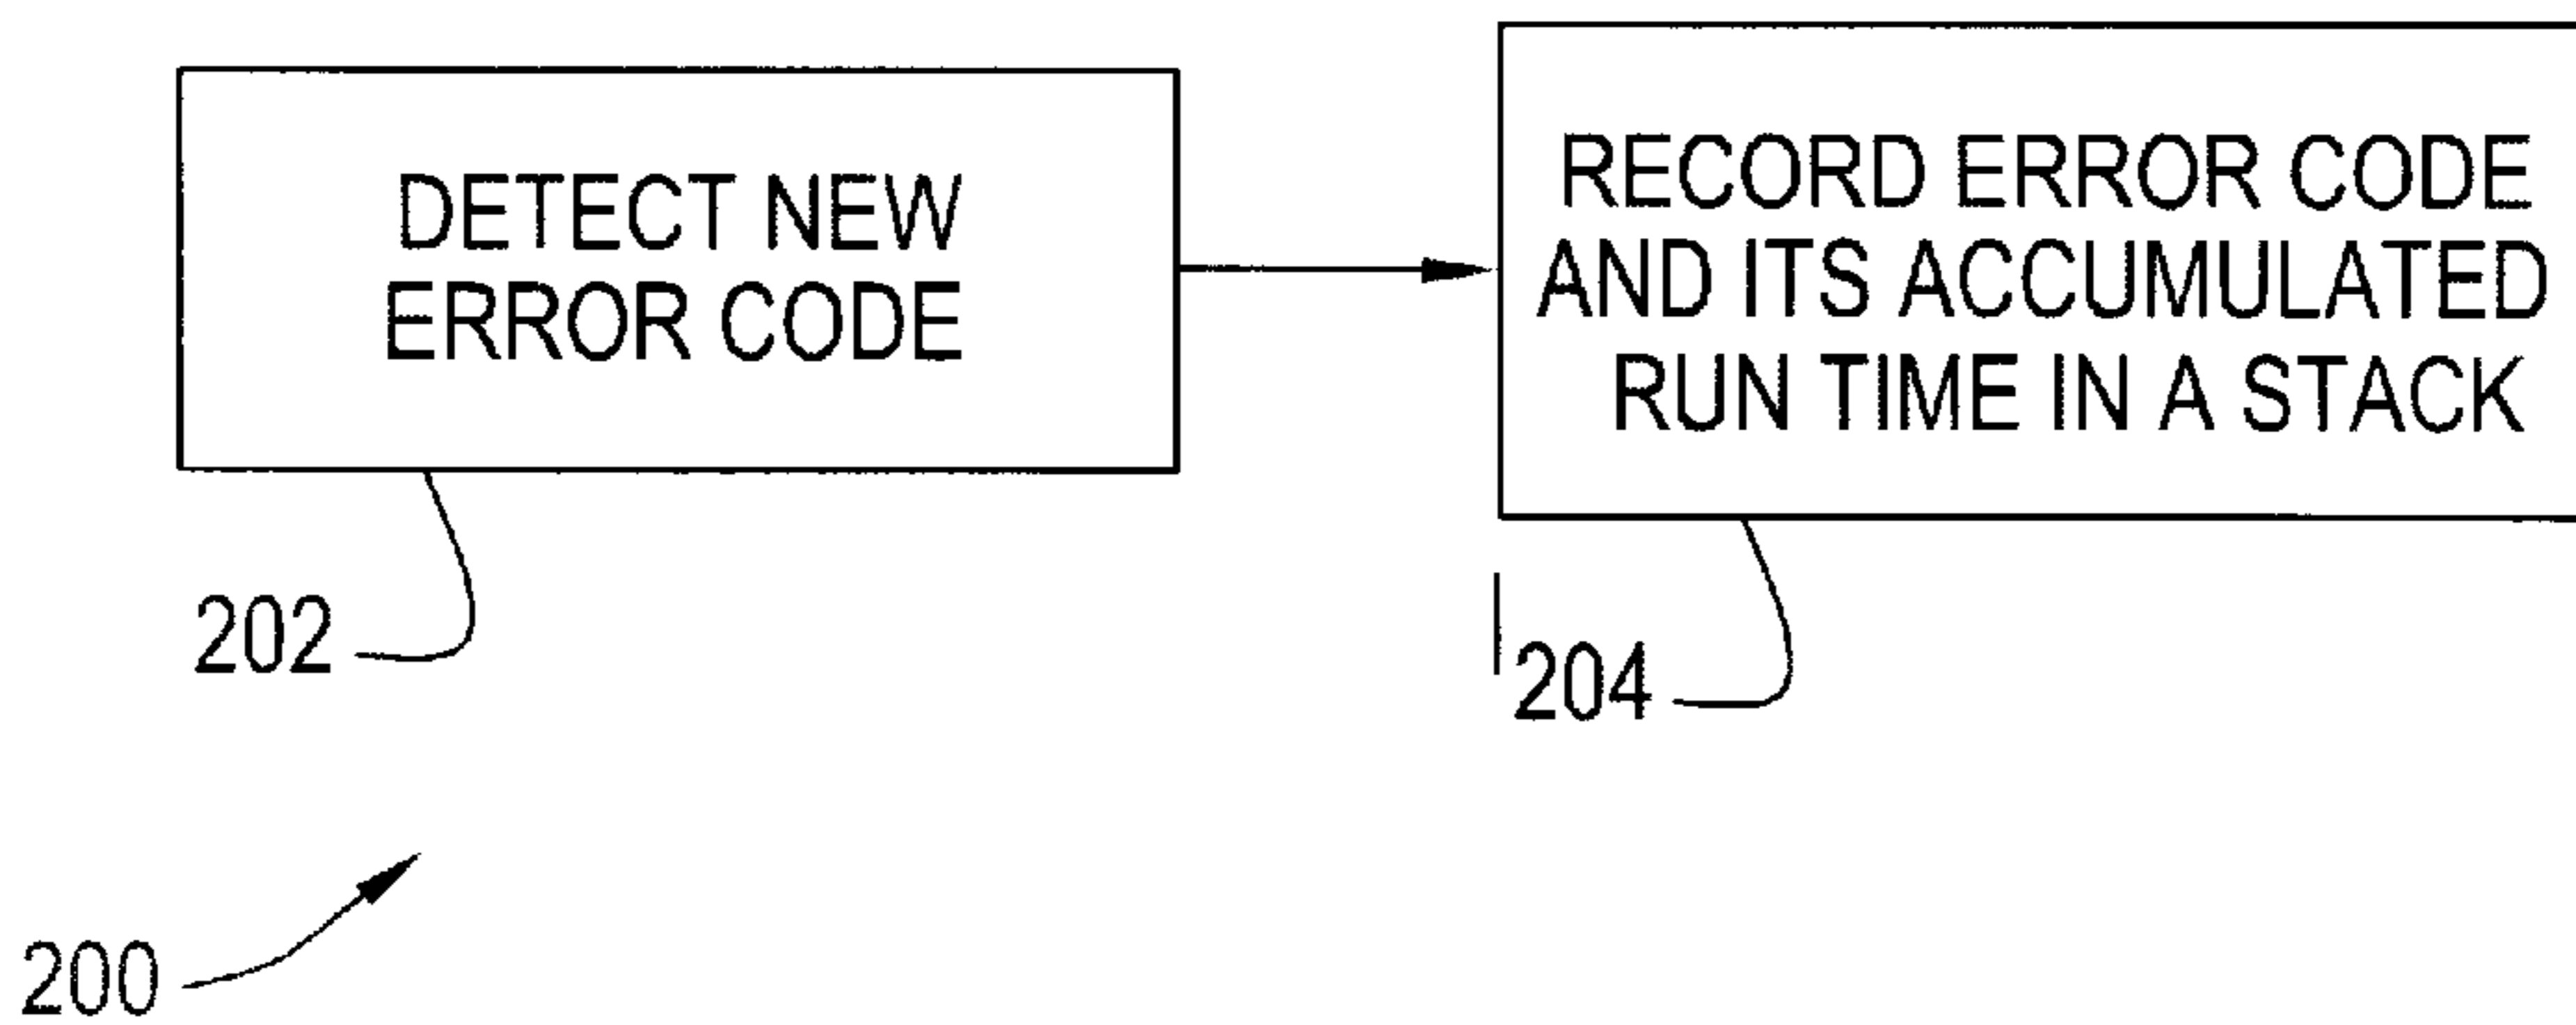 DETECT NEW
ERROR CODE
RECORD ERROR CODE
AND ITS ACCUMULATED
RUN TIME IN A STACK
202
204
200